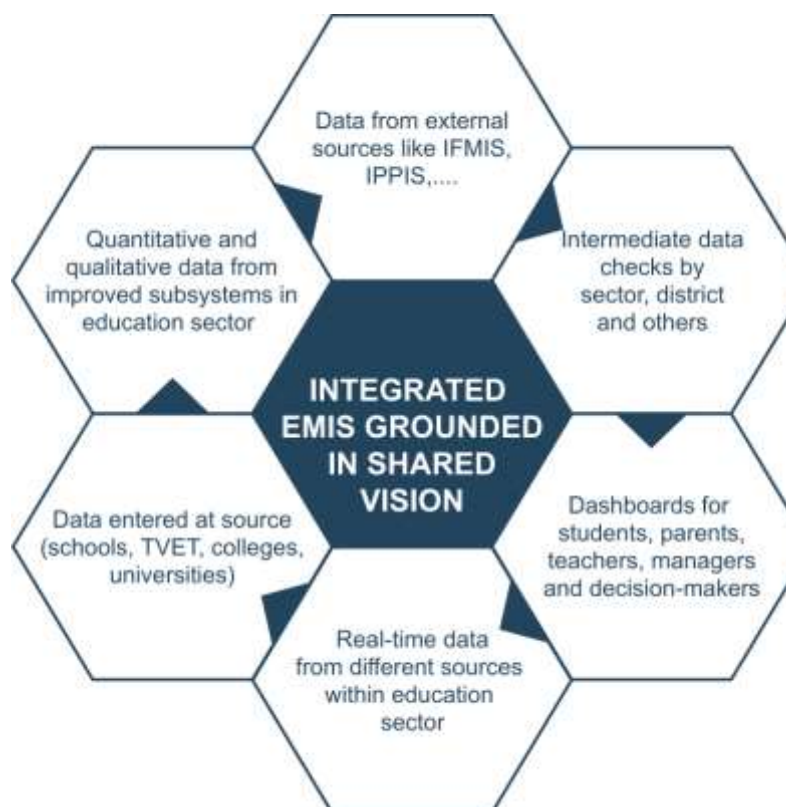 Data from external
sources like IFMIS,
IPPIS,....
Quantitative and
qualitative data from
improved subsystems in
education sector
Intermediate data
checks by
sector, district
and others
INTEGRATED
EMIS GROUNDED
IN SHARED
VISION
Data entered at source
(schools, TVET, colleges,
universities)
Dashboards for
students, parents,
teachers, managers
and decision-makers
Real-time data
from different sources
within education
sector